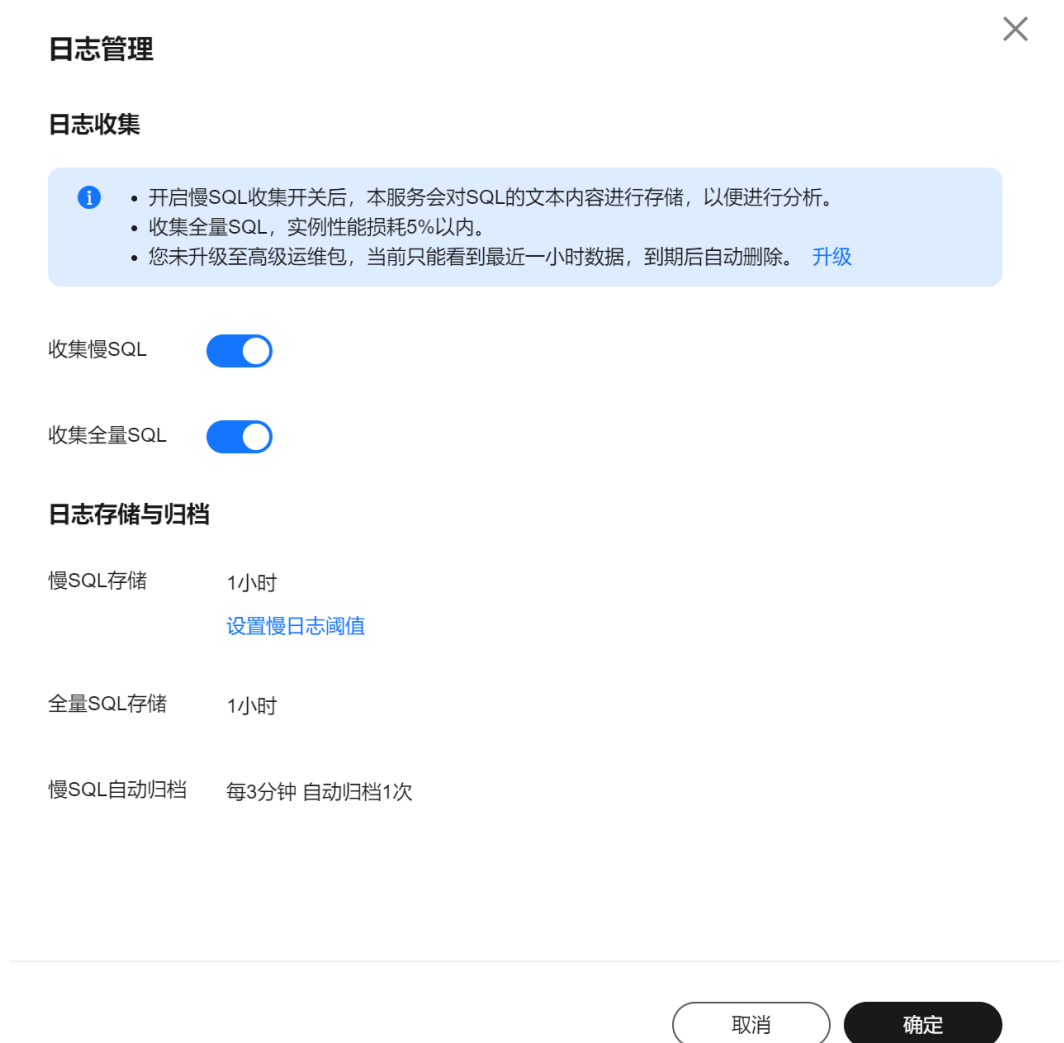 日志管理
日志收集
• 开启慢SQL收集开关后，本服务会对SQL的文本内容进行存储，以便进行分析。
• 收集全量SQL，实例性能损耗5%以内。
• 您未升级至高级运维包，当前只能看到最近一小时数据，到期后自动删除。 升级
收集慢SQL
收集全量SQL
日志存储与归档
慢SQL存储 1小时
设置慢日志阈值
全量SQL存储 1小时
慢SQL自动归档 每3分钟 自动归档1次
取消 确定